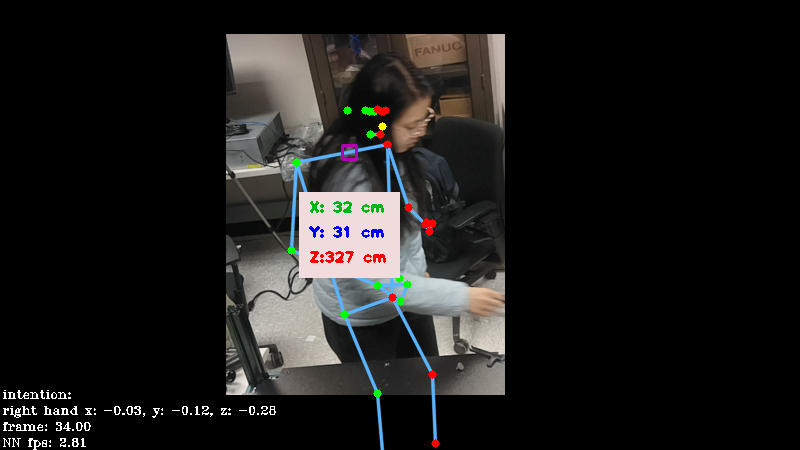 FANUC
X: 32 cm
Y: 31 cm
Z:327 cm
intention:
right hand x: −0.03, y: −0.12, z: −0.28
frame: 34.00
NN fps: 2.81